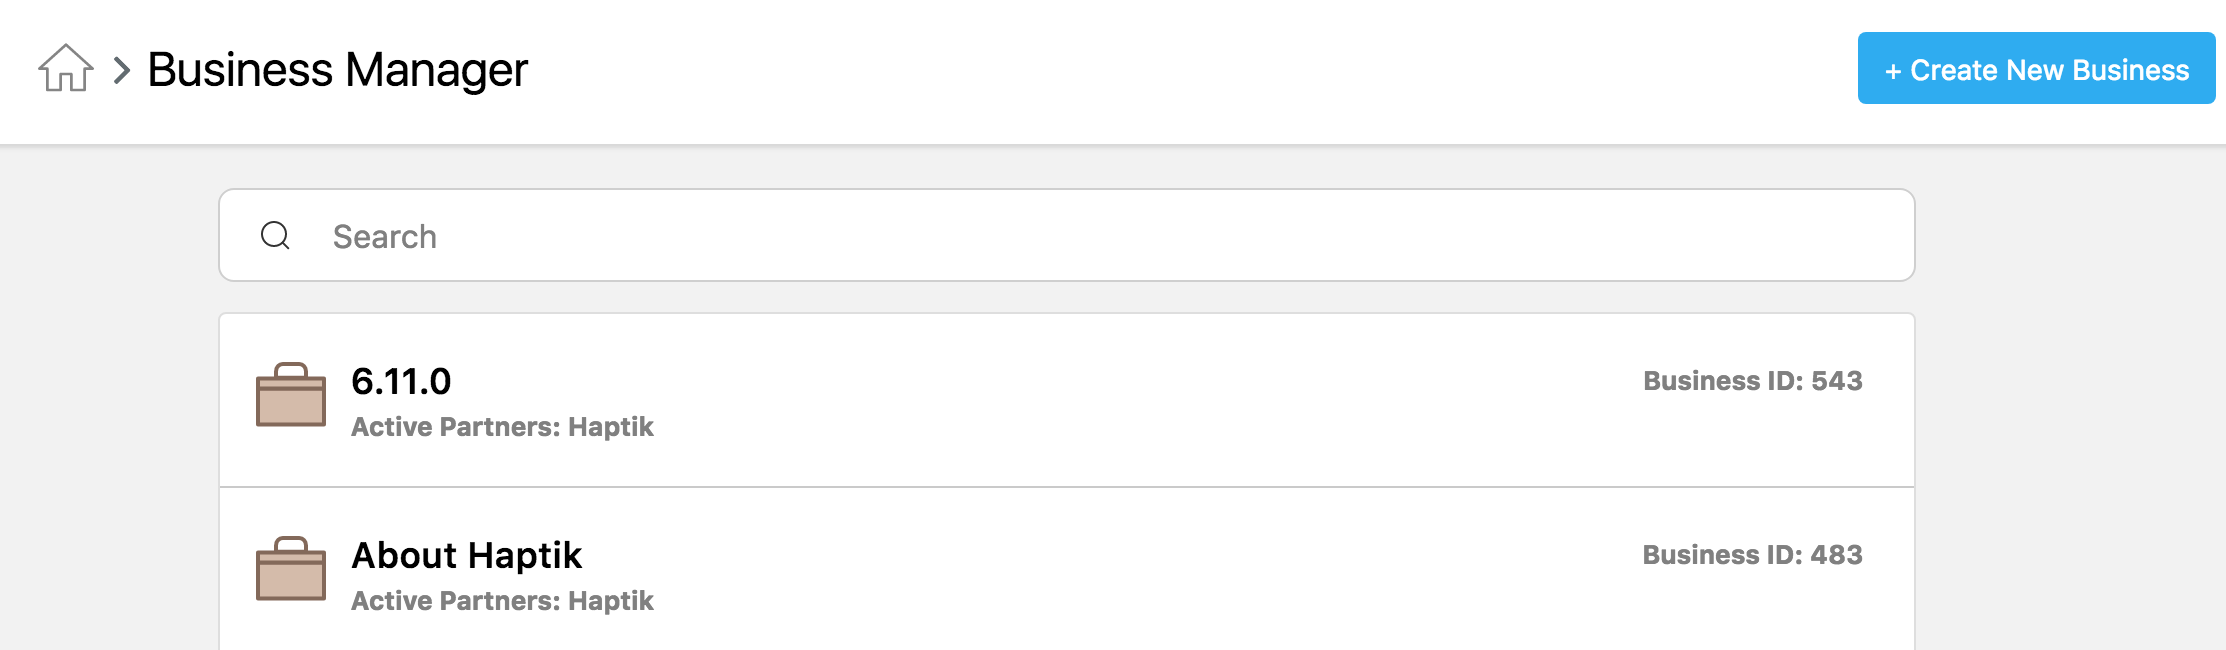 Business Manager
+ Create New Business
Search
6.11.0
Business ID: 543
Active Partners: Haptik
About Haptik
Business ID: 483
Active Partners: Haptik